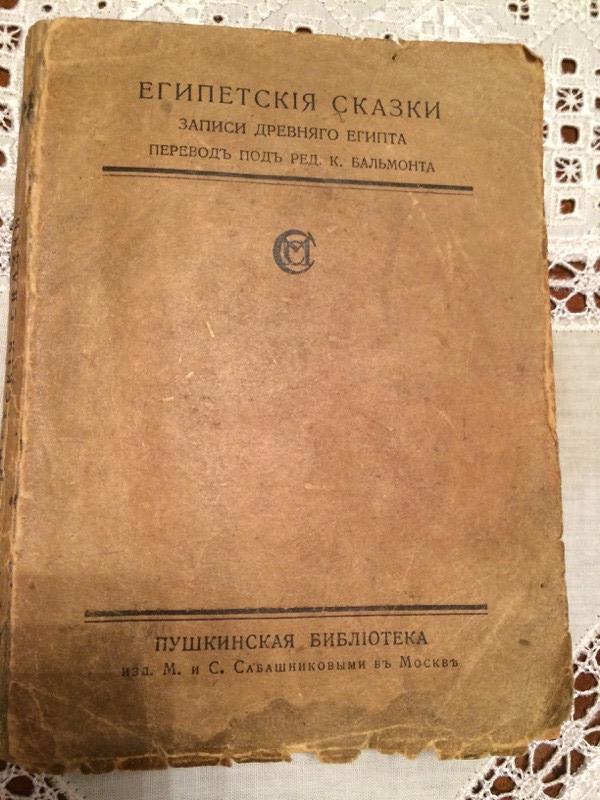 ЕГИПЕТСКІЯ СКАЗКИ
ЗАПИСИ ДРЕВНЯГО ЕГИПТА
ПЕРЕВОДЪ ПОДЪ РЕД. К. БАЛЬМОНТА
ПУШКИНСКАЯ БИБЛІОТЕКА
ИЗД. М. И С. САБАШНИКОВЫМИ ВЪ МОСКВѢ